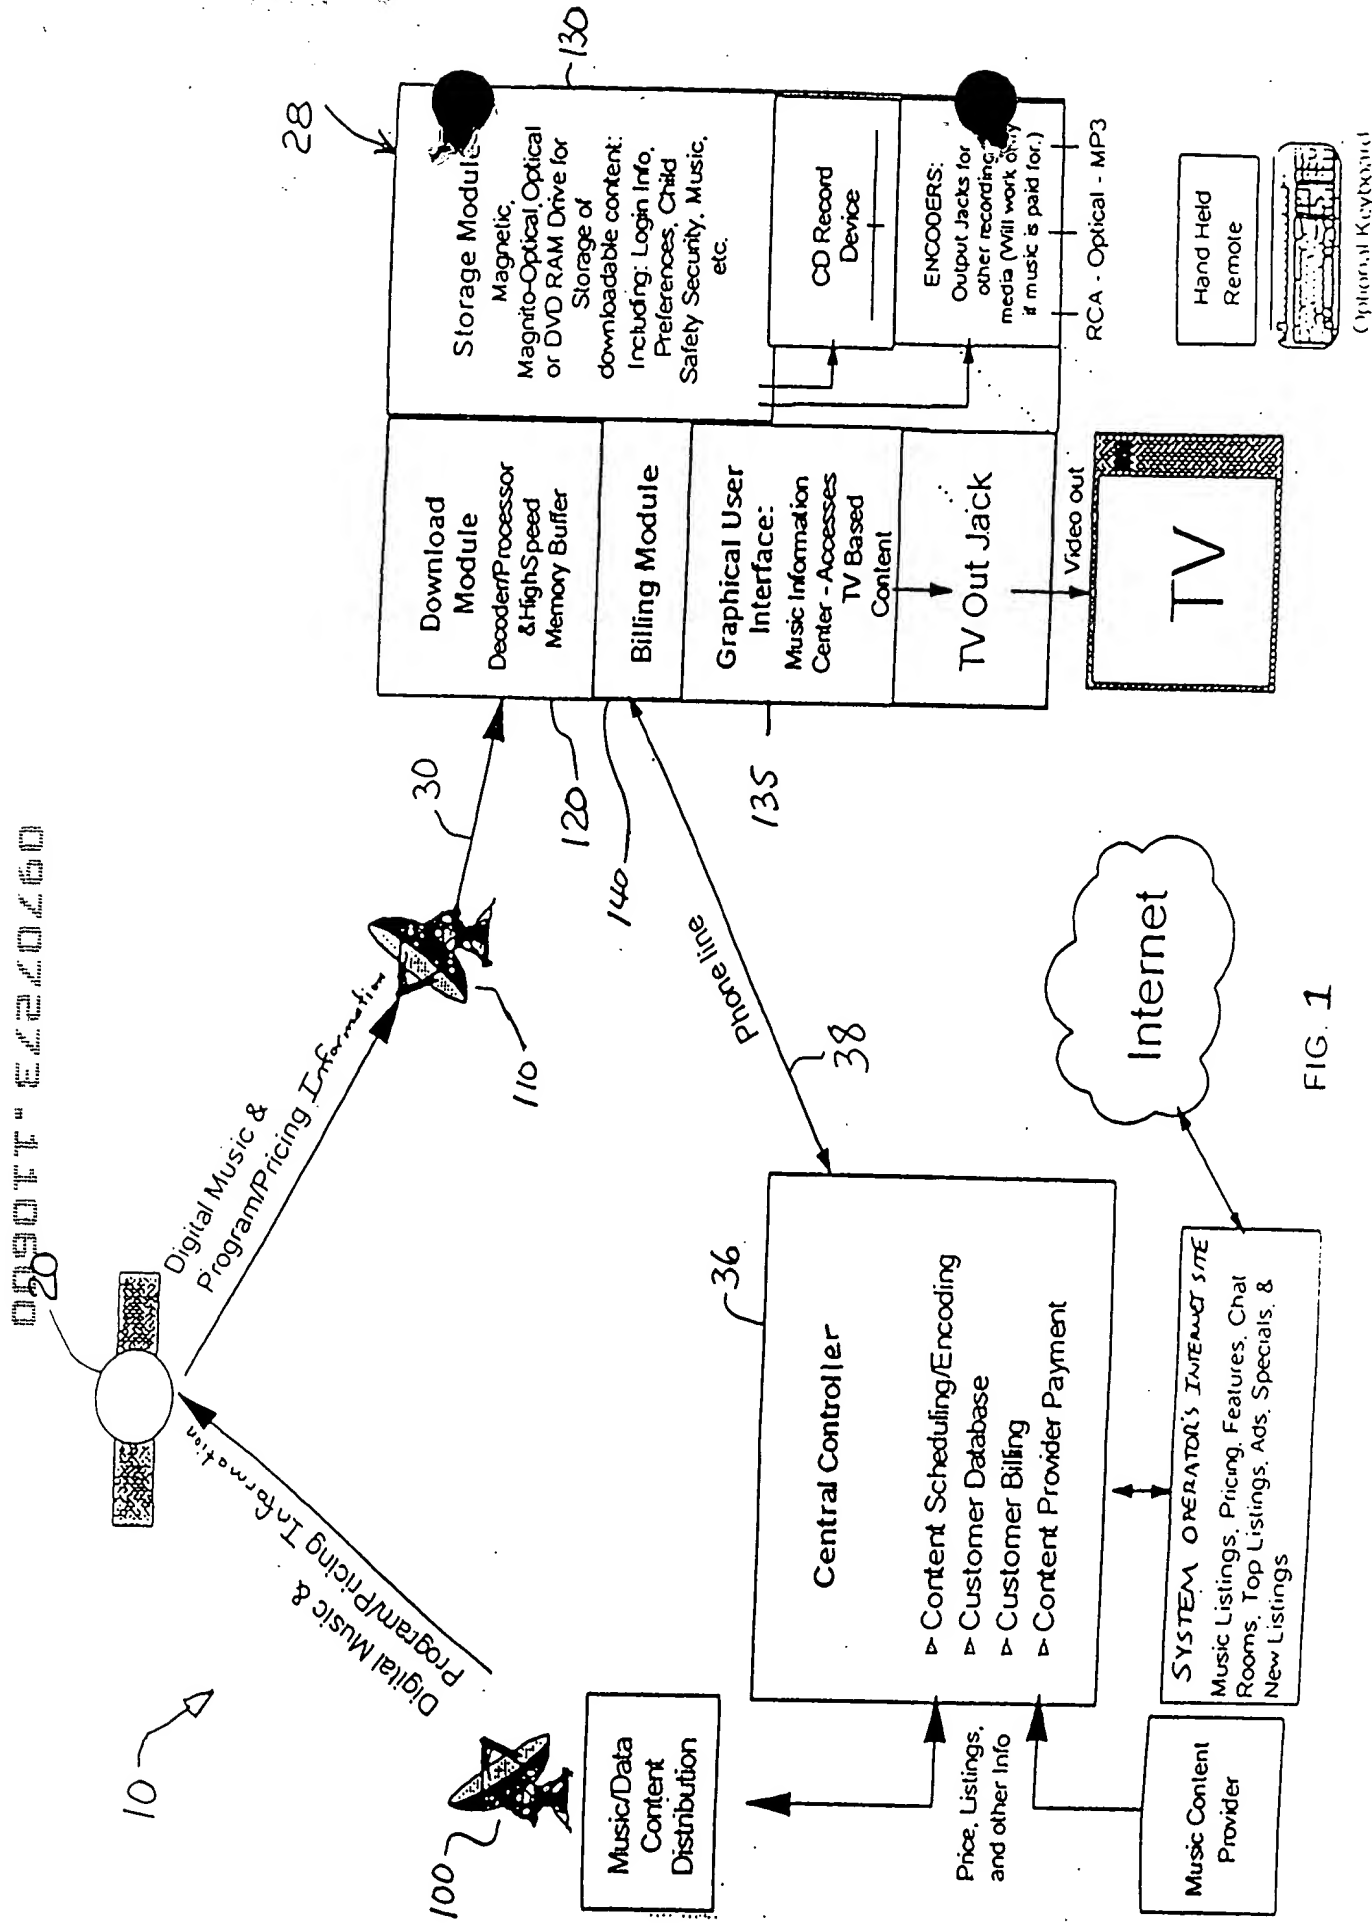 09707273 . 110600
20
10
Digital Music &
Program/Pricing Information
Digital Music &
Program/Pricing Information
100
110
30
28
130
120
140
135
Music/Data
Content
Distribution
Download
Module
Decoder/Processor
&HighSpeed
Memory Buffer
Billing Module
Graphical User
Interface:
Music Information
Center - Accesses
TV Based
Content
TV Out Jack
Video out
TV
Storage Module
Magnetic,
Magnito-Optical, Optical
or DVD RAM Drive for
Storage of
downloadable content:
Including: Login Info,
Preferences, Child
Safety Security, Music,
etc.
CD Record
Device
ENCODERS:
Output Jacks for
other recording
media (Will work only
if music is paid for.)
RCA - Optical - MP3
Hand Held
Remote
Optional Keyboard
Phone line
38
36
Central Controller
▹ Content Scheduling/Encoding
▹ Customer Database
▹ Customer Billing
▹ Content Provider Payment
Price, Listings,
and other Info
Music Content
Provider
SYSTEM OPERATOR'S INTERNET SITE
Music Listings, Pricing, Features, Chat
Rooms, Top Listings, Ads, Specials, &
New Listings
Internet
FIG. 1